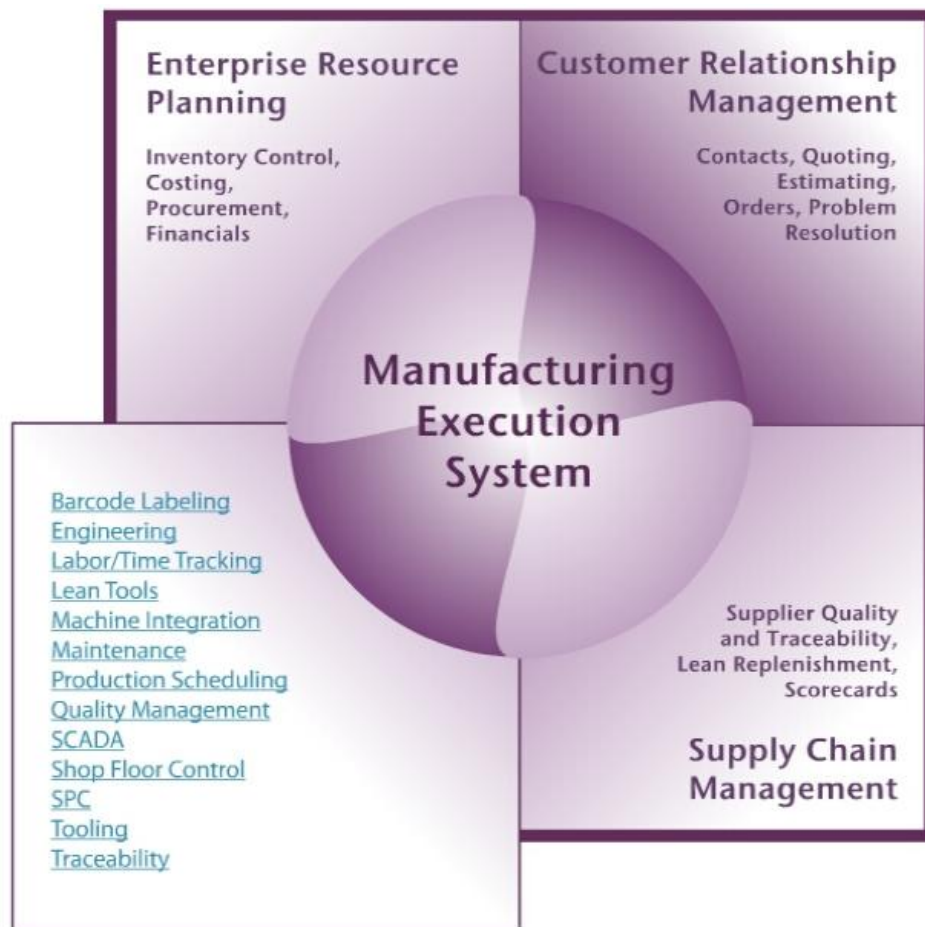 Enterprise Resource
Planning
Inventory Control,
Costing,
Procurement,
Financials
Customer Relationship
Management
Contacts, Quoting,
Estimating,
Orders, Problem
Resolution
Manufacturing
Execution
System
Barcode Labeling
Engineering
Labor/Time Tracking
Lean Tools
Machine Integration
Maintenance
Production Scheduling
Quality Management
SCADA
Shop Floor Control
SPC
Tooling
Traceability
Supplier Quality
and Traceability,
Lean Replenishment,
Scorecards
Supply Chain
Management